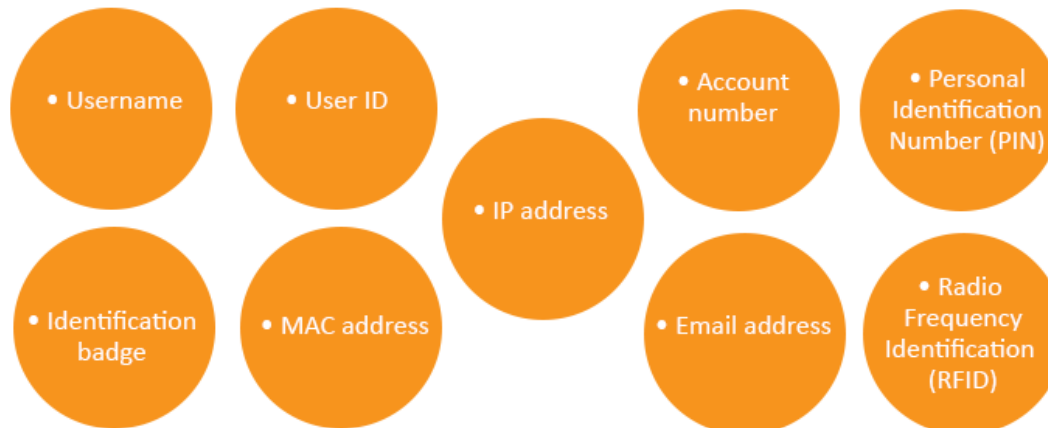 • Username
• User ID
• Account
number
• Personal
Identification
Number (PIN)
• IP address
• Identification
badge
• MAC address
• Email address
• Radio
Frequency
Identification
(RFID)